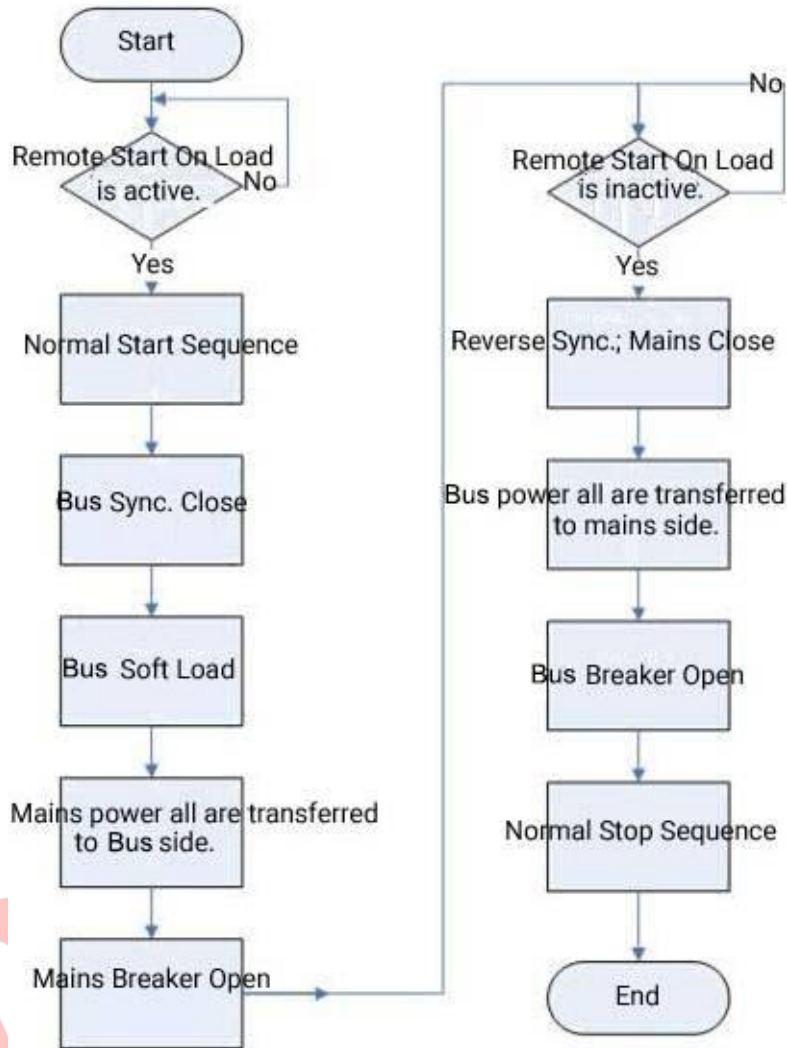 Start
Remote Start On Load
is active.
No
Yes
Normal Start Sequence
Bus Sync. Close
Bus Soft Load
Mains power all are transferred
to Bus side.
Mains Breaker Open
No
Remote Start On Load
is inactive.
Yes
Reverse Sync.; Mains Close
Bus power all are transferred
to mains side.
Bus Breaker Open
Normal Stop Sequence
End